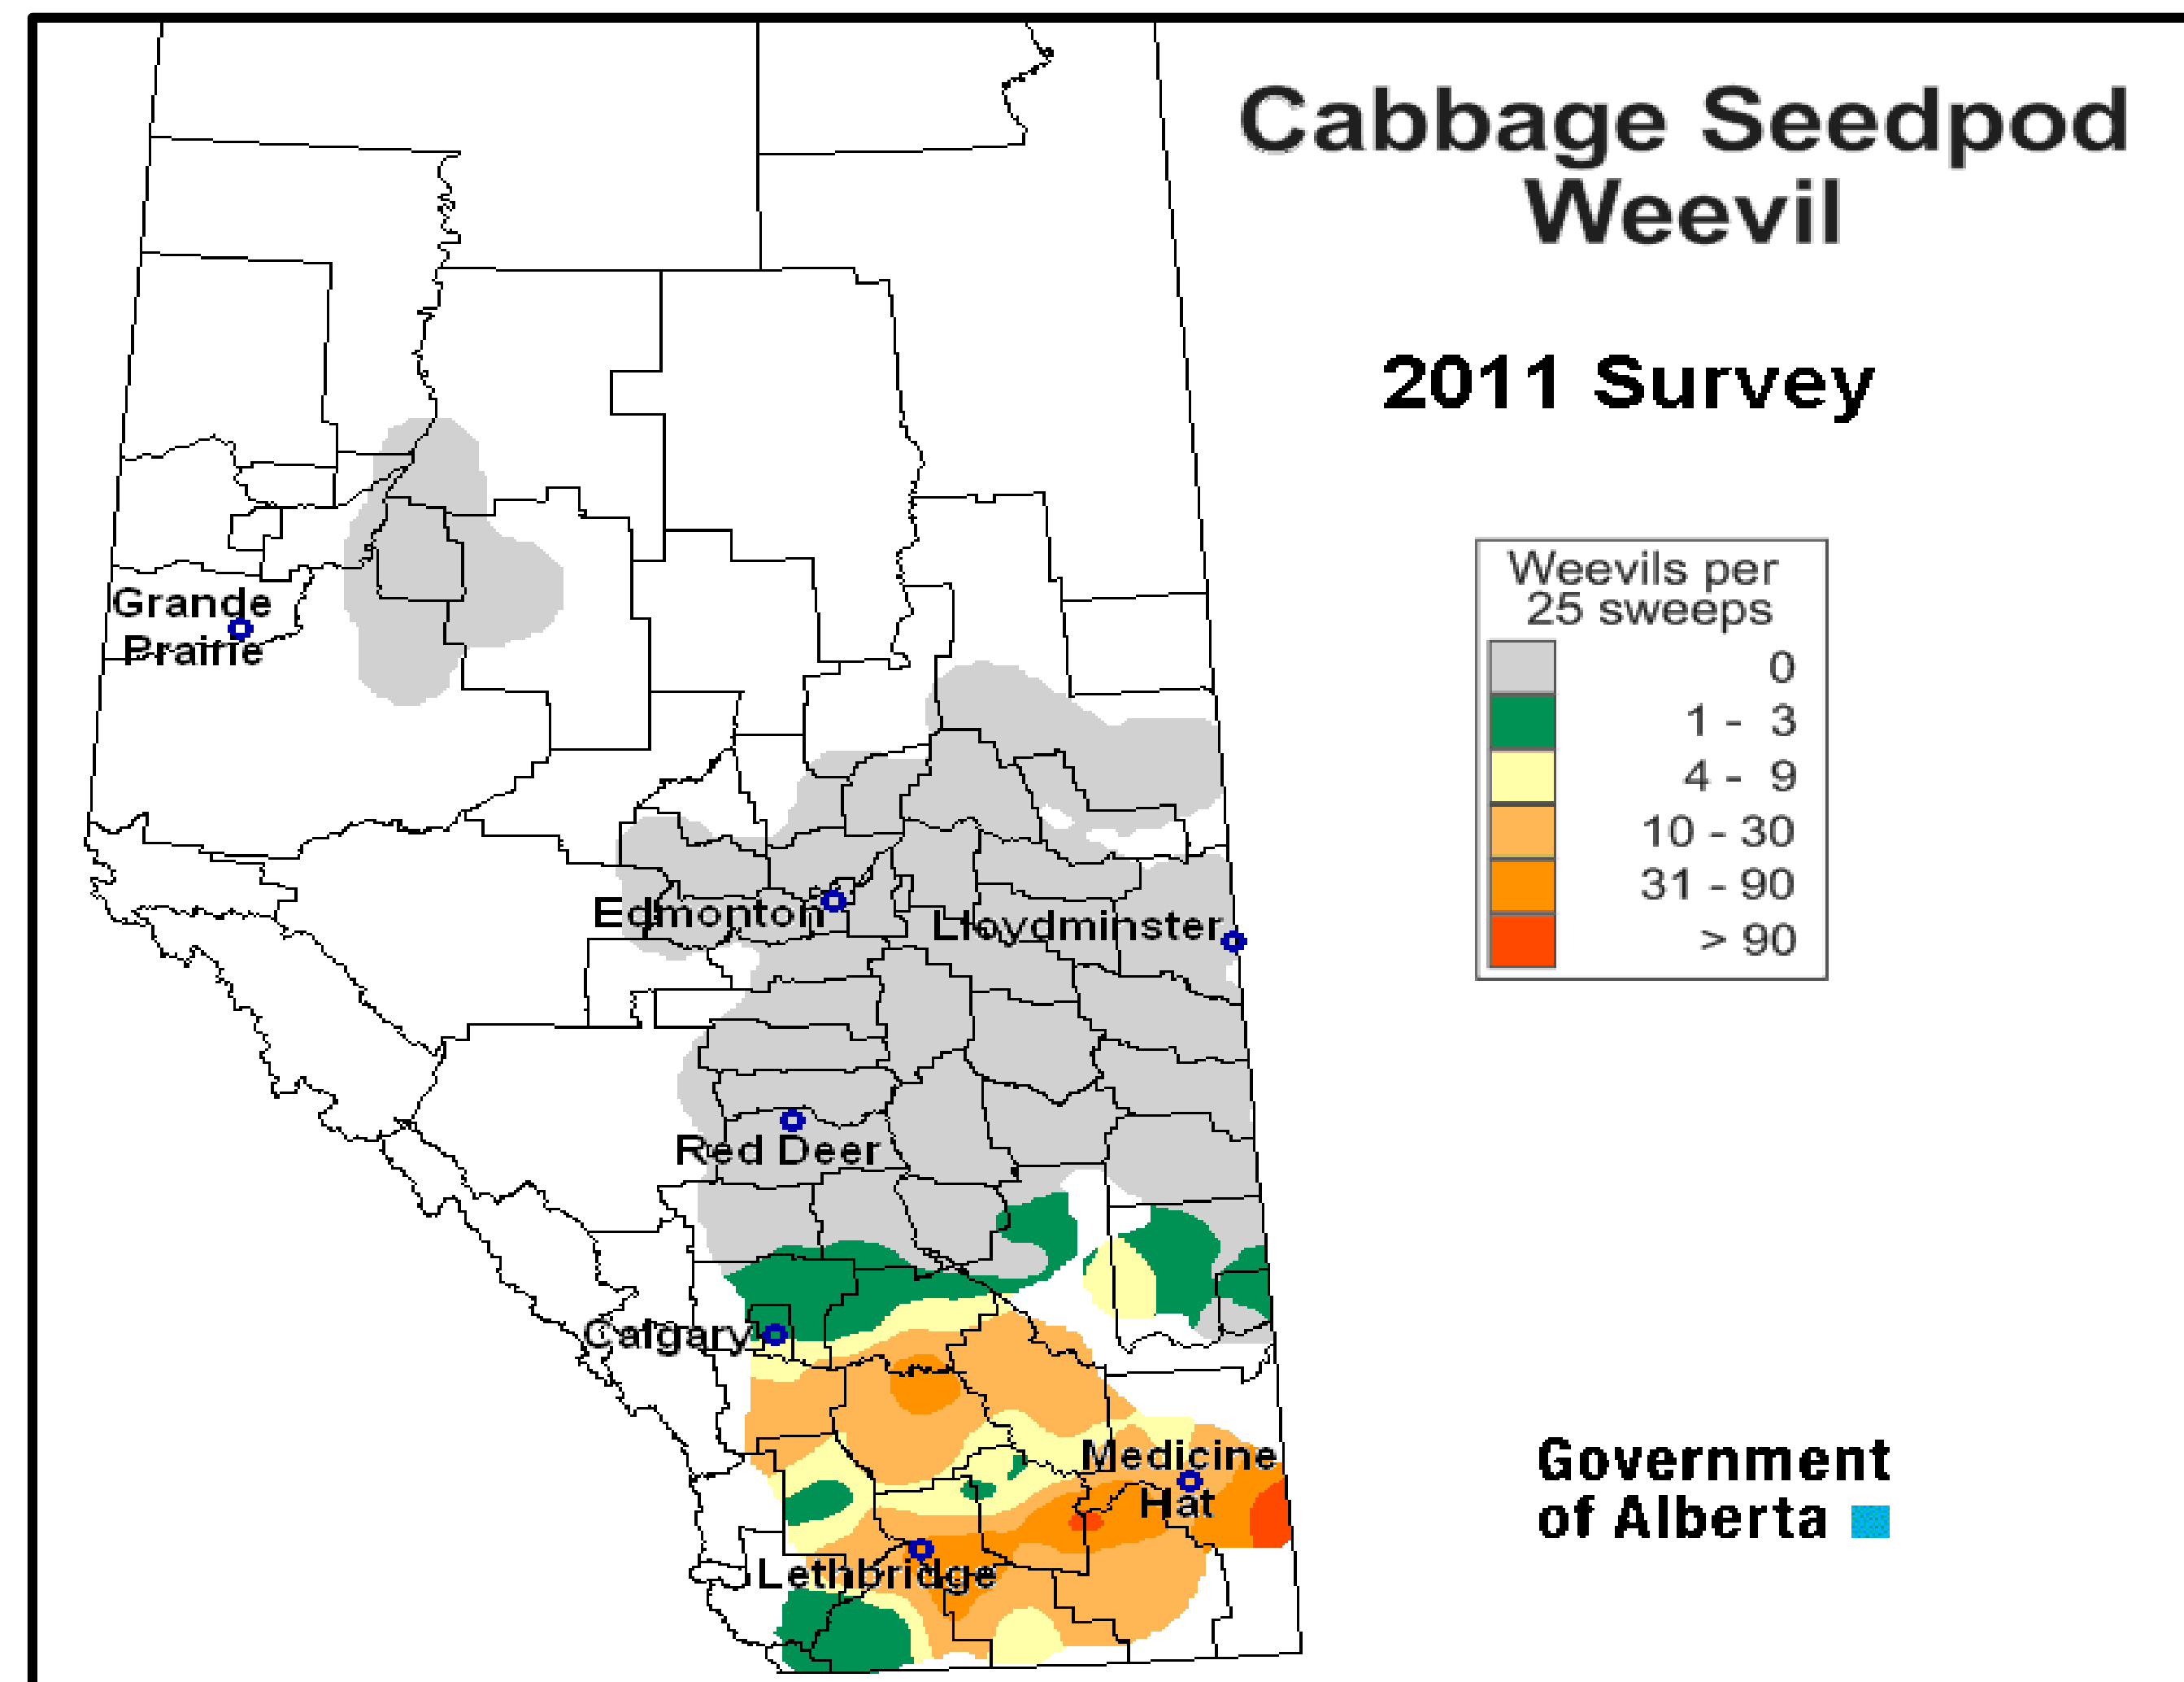 Cabbage Seedpod
Weevil
2011 Survey
Weevils per
25 sweeps
0
1 - 3
4 - 9
10 - 30
31 - 90
> 90
Grande
Prairie
Edmonton
Lloydminster
Red Deer
Calgary
Medicine
Hat
Lethbridge
Government
of Alberta